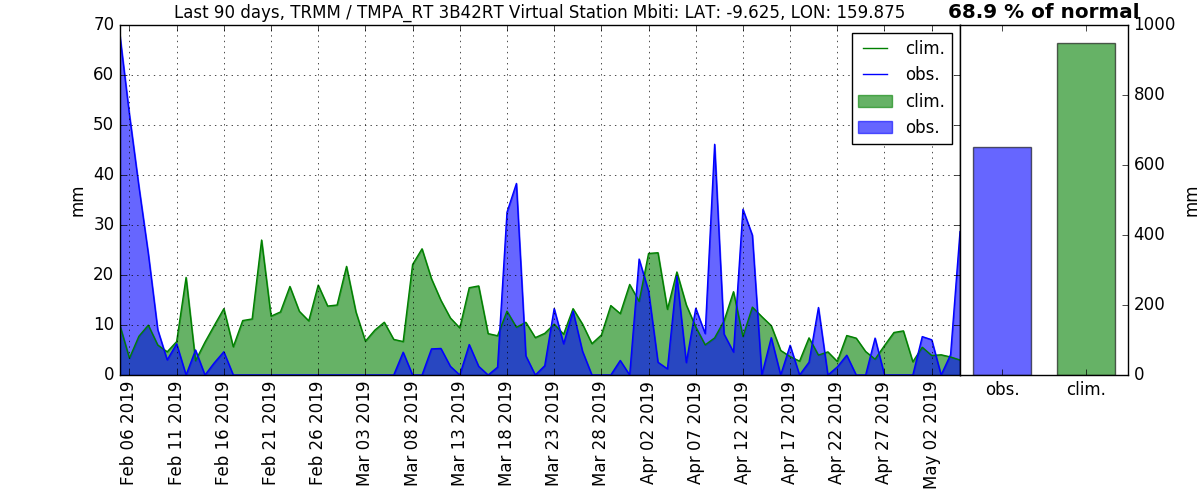 Last 90 days, TRMM / TMPA_RT 3B42RT Virtual Station Mbiti: LAT: -9.625, LON: 159.875
68.9 % of normal
70
60
50
40
30
20
10
0
mm
clim.
obs.
clim.
obs.
1000
800
600
400
200
0
mm
obs.
clim.
Feb 06 2019
Feb 11 2019
Feb 16 2019
Feb 21 2019
Feb 26 2019
Mar 03 2019
Mar 08 2019
Mar 13 2019
Mar 18 2019
Mar 23 2019
Mar 28 2019
Apr 02 2019
Apr 07 2019
Apr 12 2019
Apr 17 2019
Apr 22 2019
Apr 27 2019
May 02 2019